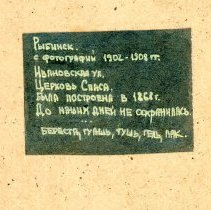 Рыбинск.
с фотографии 1902-1908 гг.
Ивановская ул.
Церковь Спаса.
Была построена в 1868 г.
До наших дней не сохранилась.
Береста, гуашь, тушь, гель, лак.